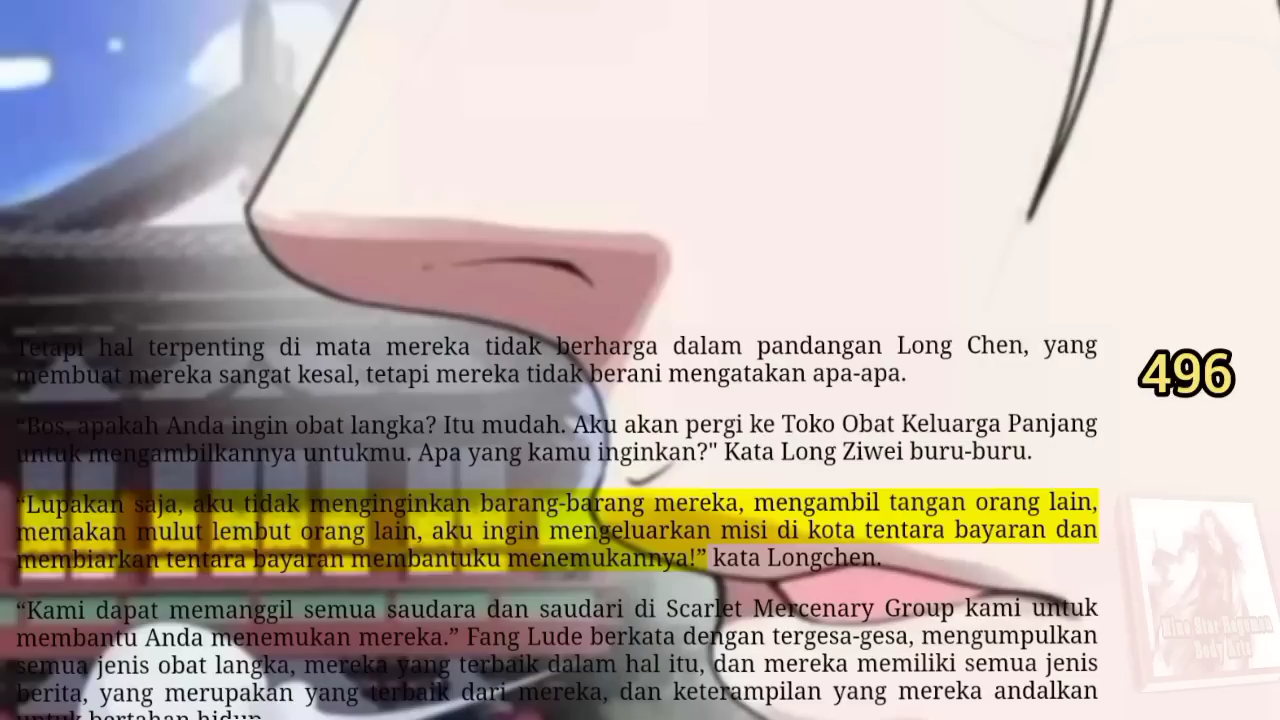 Tetapi hal terpenting di mata mereka tidak berharga dalam pandangan Long Chen, yang
membuat mereka sangat kesal, tetapi mereka tidak berani mengatakan apa-apa.
“Bos, apakah Anda ingin obat langka? Itu mudah. Aku akan pergi ke Toko Obat Keluarga Panjang
untuk mengambilkannya untukmu. Apa yang kamu inginkan?" Kata Long Ziwei buru-buru.
496
“Lupakan saja, aku tidak menginginkan barang-barang mereka, mengambil tangan orang lain,
memakan mulut lembut orang lain, aku ingin mengeluarkan misi di kota tentara bayaran dan
membiarkan tentara bayaran membantuku menemukannya!” kata Longchen.
“Kami dapat memanggil semua saudara dan saudari di Scarlet Mercenary Group kami untuk
membantu Anda menemukan mereka.” Fang Lude berkata dengan tergesa-gesa, mengumpulkan
semua jenis obat langka, mereka yang terbaik dalam hal itu, dan mereka memiliki semua jenis
berita, yang merupakan yang terbaik dari mereka, dan keterampilan yang mereka andalkan
untuk bertahan hidup.